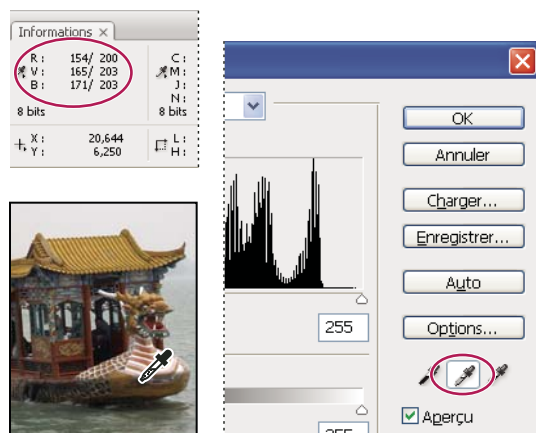 Informations ×
R : 154/ 200
V : 165/ 203
B : 171/ 203
8 bits
C :
M :
J :
N :
8 bits
X : 20,644
Y : 6,250
L :
H :
OK
Annuler
Charger...
Enregistrer...
Auto
Options...
255
Aperçu
255